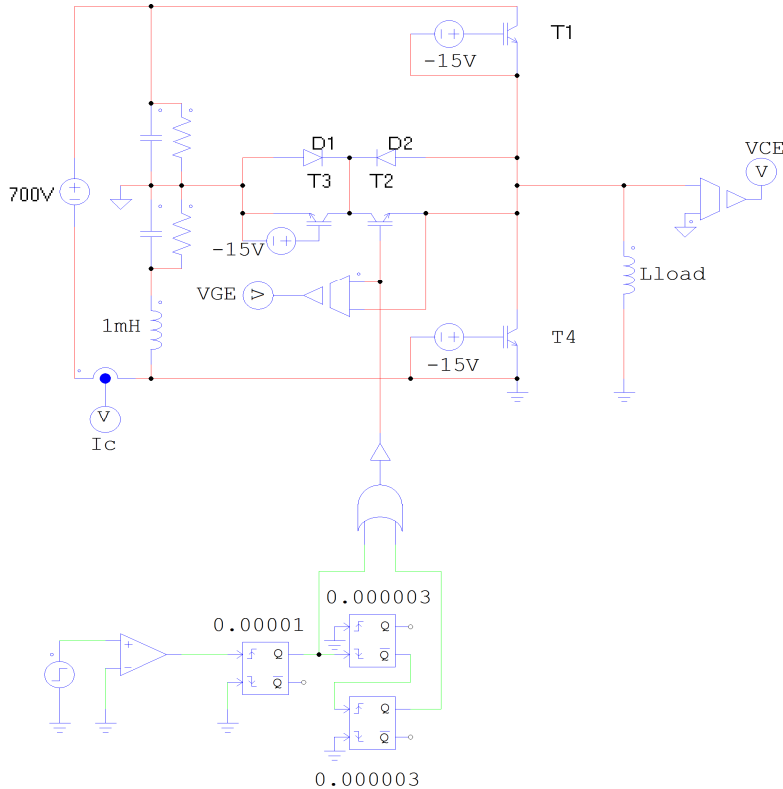 T1
-15V
D1 D2
VCE
T3 T2
V
700V
-15V
VGE V
Lload
1mH
T4
-15V
V
Ic
0.000003
0.00001
Q Q
Q Q
Q
Q
0.000003